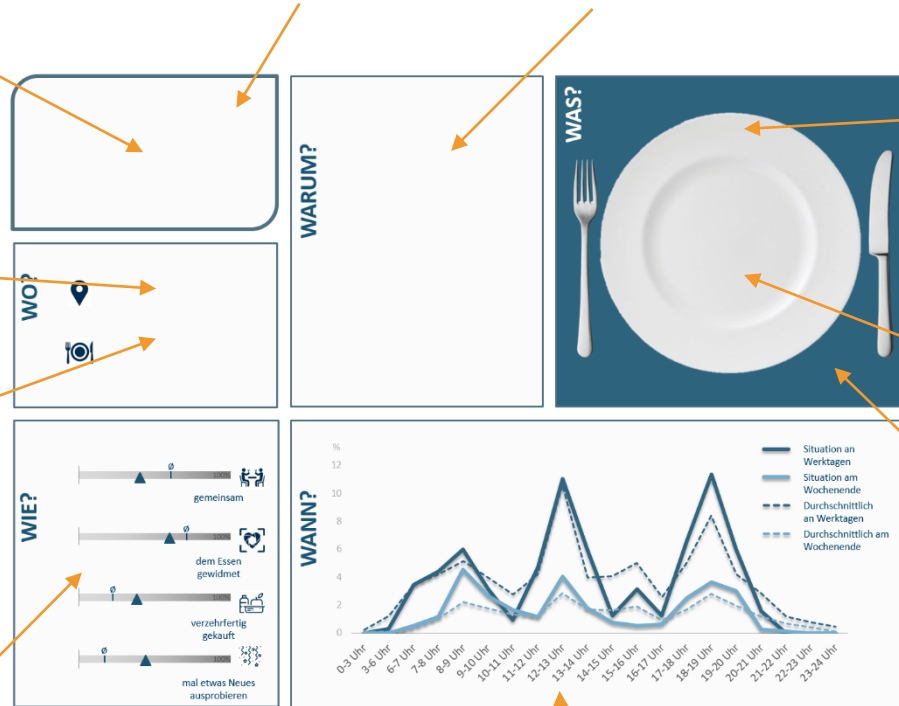 WARUM?
WAS?
WO?
WIE?
Ø
100%
gemeinsam
Ø
100%
dem Essen
gewidmet
Ø
100%
verzehrfertig
gekauft
Ø
100%
mal etwas Neues
ausprobieren
WANN?
%
12
10
8
6
4
2
0
0-3 Uhr
3-6 Uhr
6-7 Uhr
7-8 Uhr
8-9 Uhr
9-10 Uhr
10-11 Uhr
11-12 Uhr
12-13 Uhr
13-14 Uhr
14-15 Uhr
15-16 Uhr
16-17 Uhr
17-18 Uhr
18-19 Uhr
19-20 Uhr
20-21 Uhr
21-22 Uhr
22-23 Uhr
23-24 Uhr
Situation an
Werktagen
Situation am
Wochenende
Durchschnittlich
an Werktagen
Durchschnittlich am
Wochenende